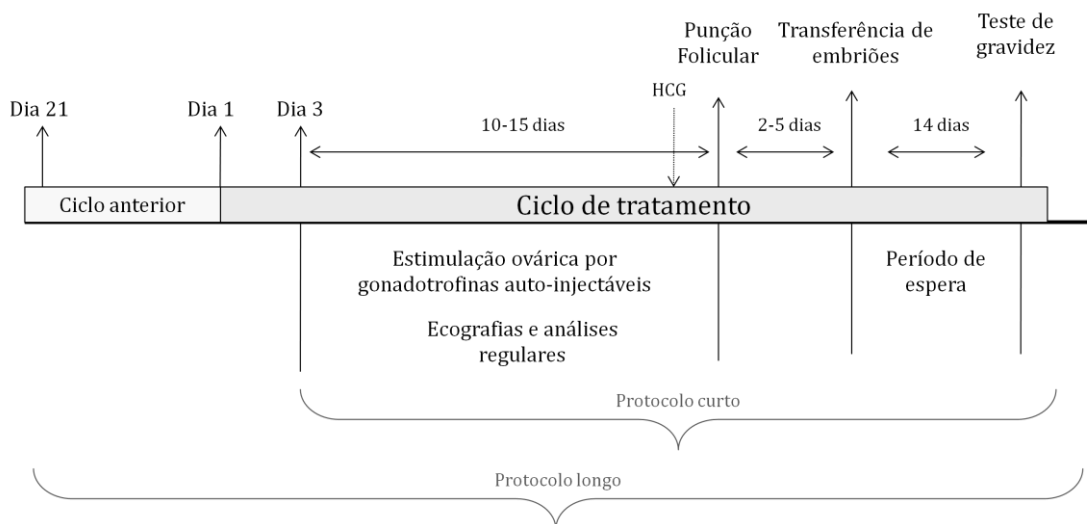 Punção
Folicular
Transferência de
embriões
Teste de
gravidez
Dia 21
Dia 1
Dia 3
10-15 dias
HCG
2-5 dias
14 dias
Ciclo anterior
Ciclo de tratamento
Estimulação ovárica por
gonadotrofinas auto-injectáveis
Ecografias e análises
regulares
Período de
espera
Protocolo curto
Protocolo longo